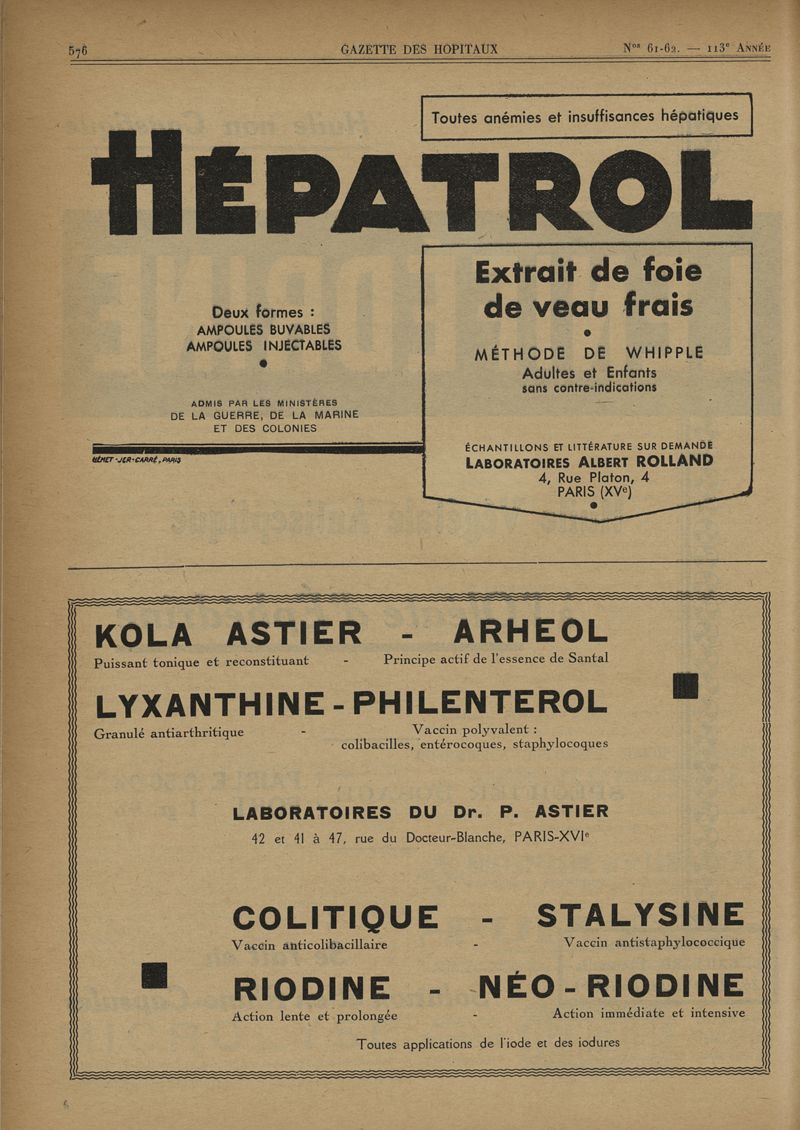 576
GAZETTE DES HOPITAUX
Nos 61-62. — 113e ANNÉE
Toutes anémies et insuffisances hépatiques
HÉPATROL
Deux formes :
AMPOULES BUVABLES
AMPOULES INJECTABLES
ADMIS PAR LES MINISTÈRES
DE LA GUERRE, DE LA MARINE
ET DES COLONIES
Extrait de foie
de veau frais
MÉTHODE DE WHIPPLE
Adultes et Enfants
sans contre-indications
ÉCHANTILLONS ET LITTÉRATURE SUR DEMANDE
LABORATOIRES ALBERT ROLLAND
4, Rue Platon, 4
PARIS (XVe)
KOLA ASTIER - ARHEOL
Puissant tonique et reconstituant - Principe actif de l'essence de Santal
LYXANTHINE - PHILENTEROL
Granulé antiarthritique - Vaccin polyvalent :
colibacilles, entérocoques, staphylocoques
LABORATOIRES DU Dr. P. ASTIER
42 et 41 à 47, rue du Docteur-Blanche, PARIS-XVIe
COLITIQUE - STALYSINE
Vaccin anticolibacillaire - Vaccin antistaphylococcique
RIODINE - NÉO - RIODINE
Action lente et prolongée - Action immédiate et intensive
Toutes applications de l'iode et des iodures